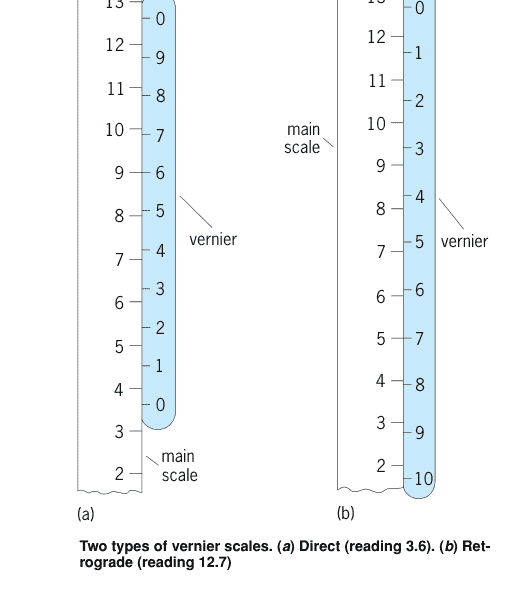 13 0
12 9
11 8
10 7
9 6
8 5
7 4
6 3
5 2
4 1
3 0
2
vernier
main
scale
(a)
13 0
12 1
11 2
10 3
9 4
8 5
7 6
6 7
5 8
4 9
3 10
2
main
scale
vernier
(b)
Two types of vernier scales. (a) Direct (reading 3.6). (b) Ret-
rograde (reading 12.7)